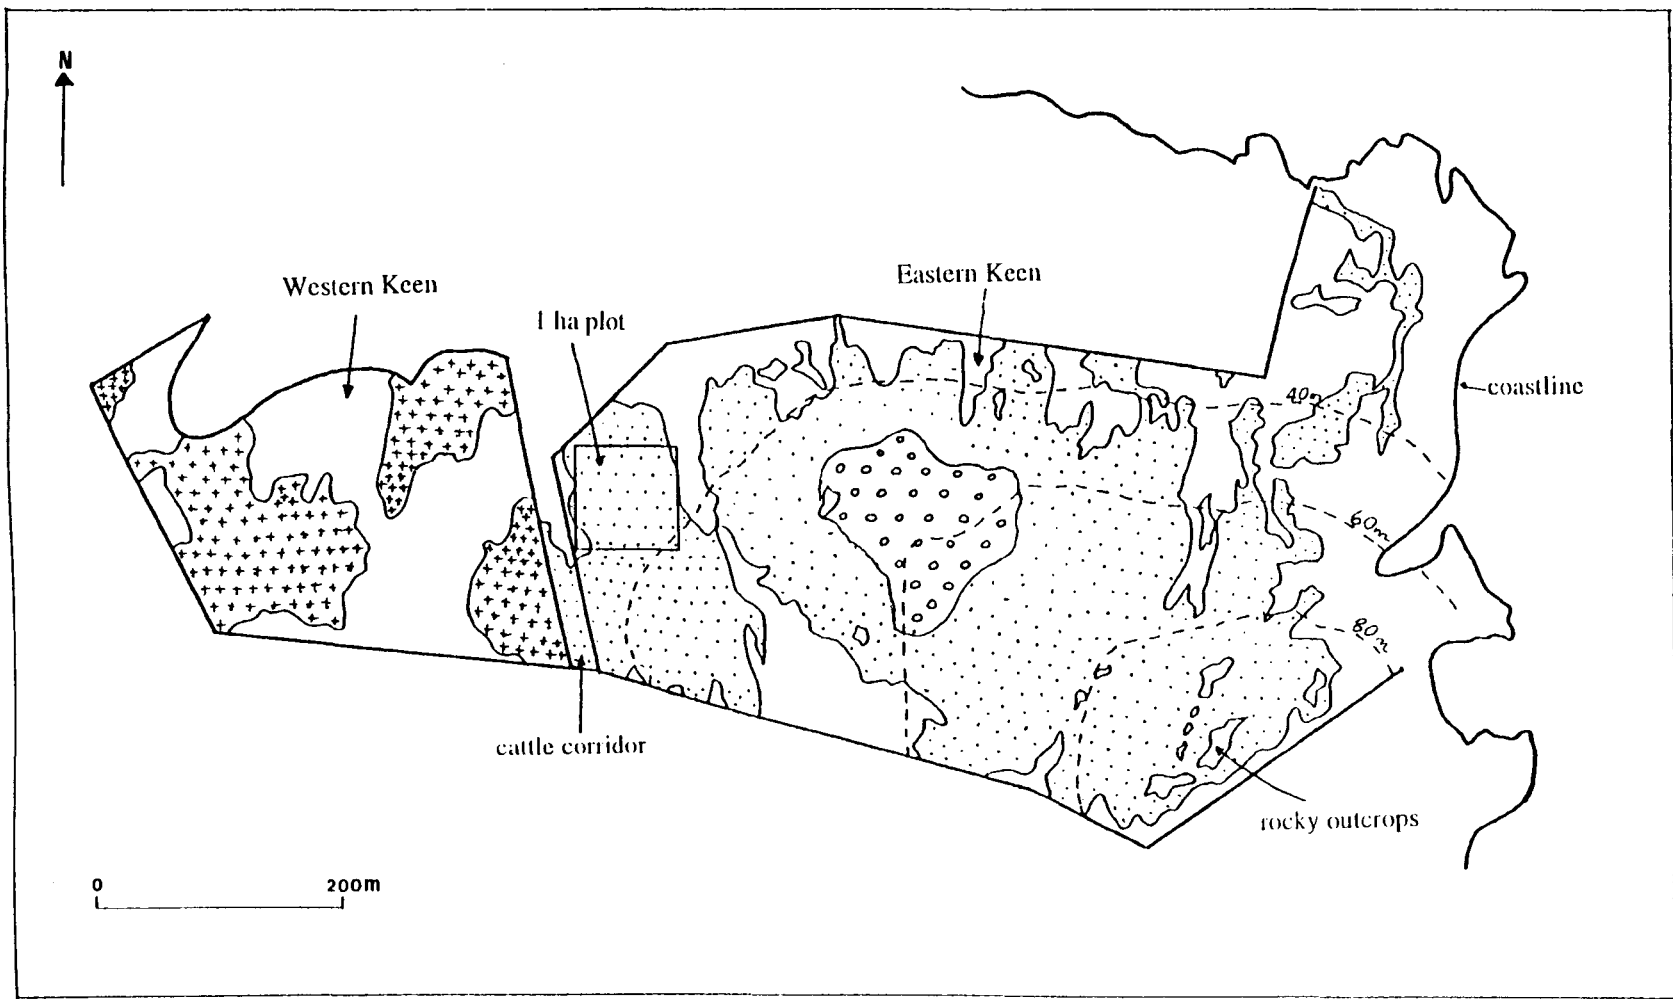 N
Western Keen
Eastern Keen
1 ha plot
coastline
40m
60m
80m
cattle corridor
rocky outcrops
0 200m